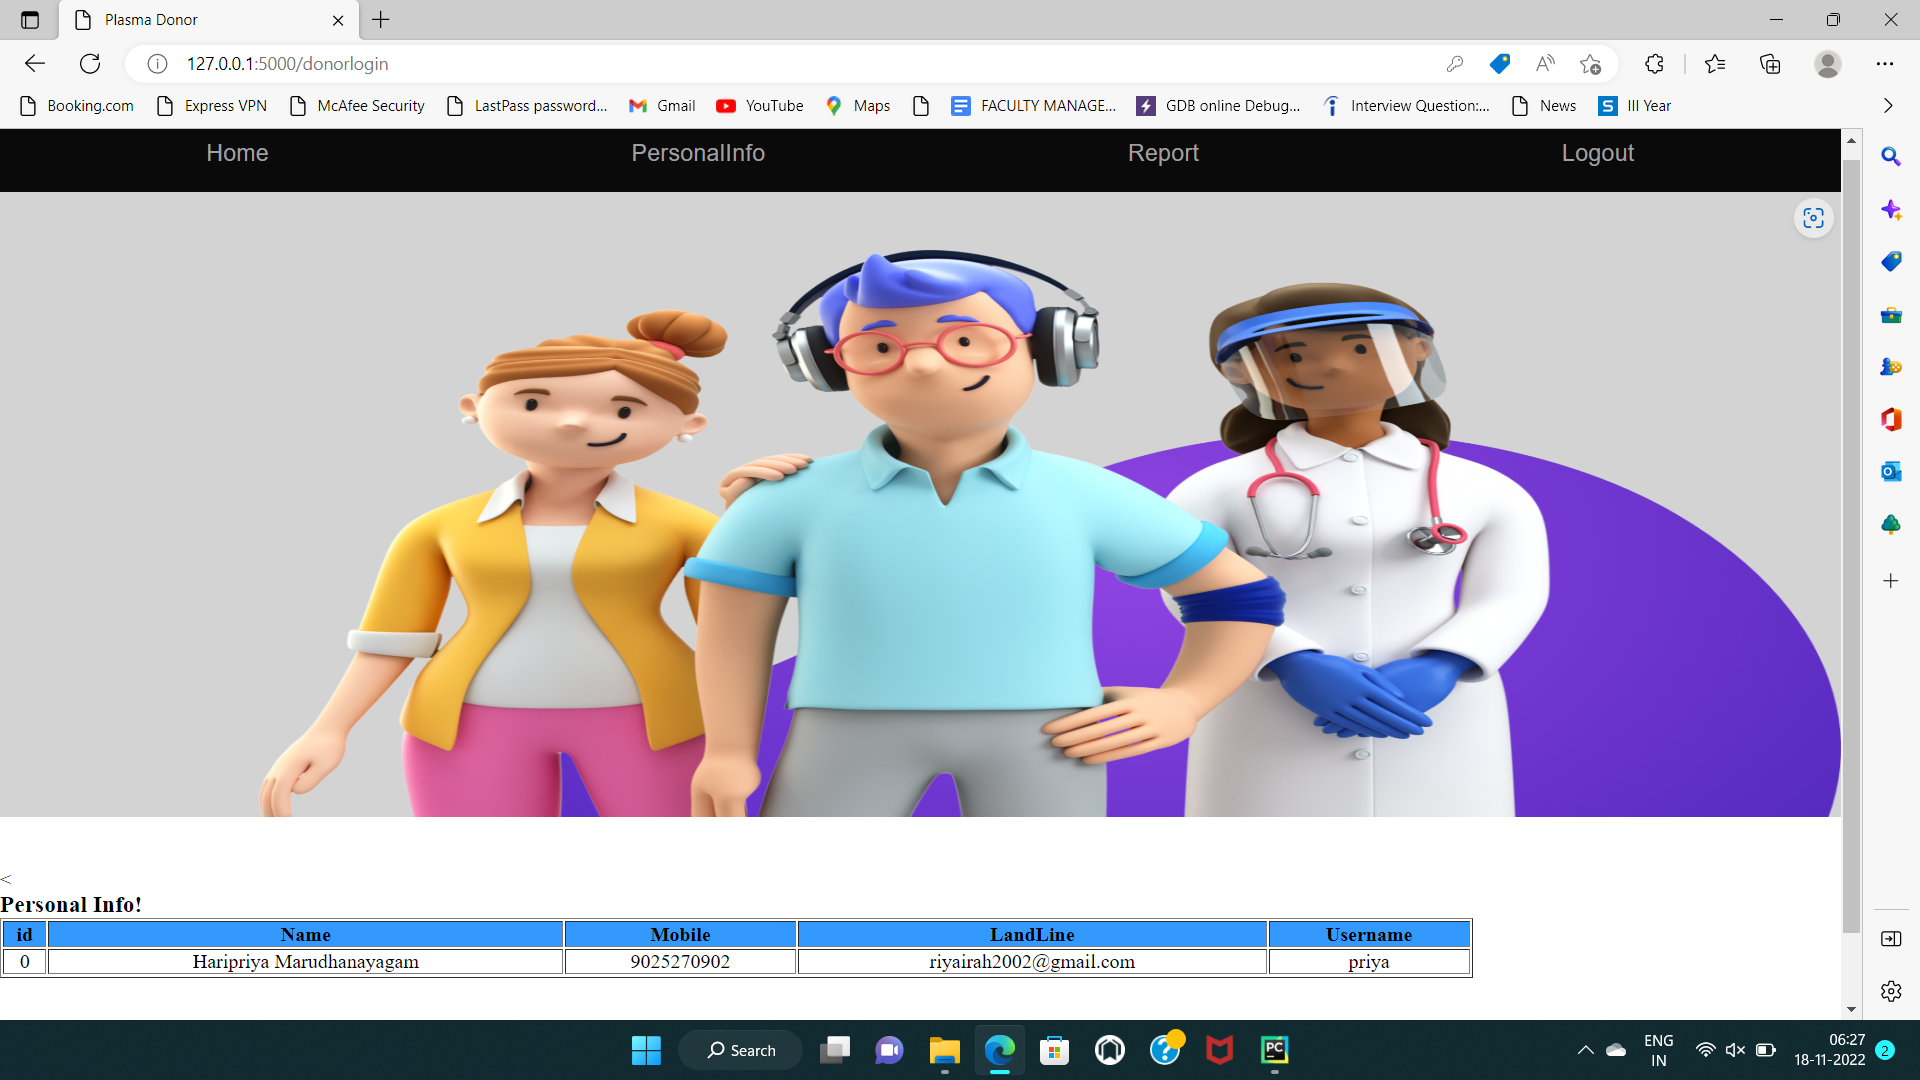 Plasma Donor
127.0.0.1:5000/donorlogin
Booking.com Express VPN McAfee Security LastPass password... Gmail YouTube Maps FACULTY MANAGE... GDB online Debug... Interview Question:... News S III Year
Home PersonalInfo Report Logout
<
Personal Info!
id Name Mobile LandLine Username
0 Haripriya Marudhanayagam 9025270902 riyairah2002@gmail.com priya
Search
PC
ENG
IN
06:27
18-11-2022
2